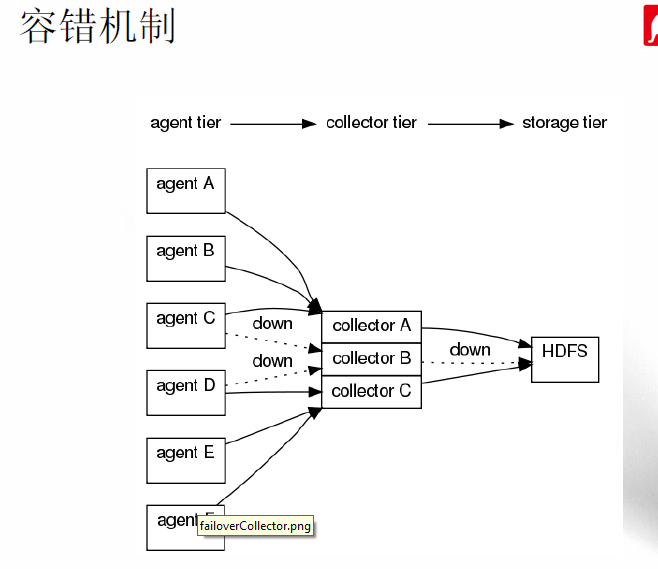 容错机制
agent tier
collector tier
storage tier
agent A
agent B
agent C
down
collector A
collector B
down
HDFS
down
agent D
collector C
agent E
agent
failoverCollector.png